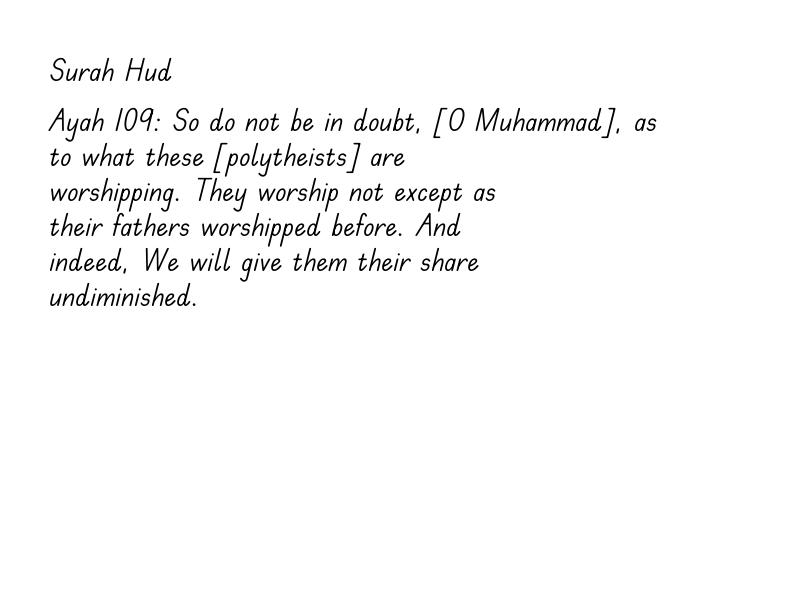 Surah Hud
Ayah 109: So do not be in doubt, [O Muhammad], as
to what these [polytheists] are
worshipping. They worship not except as
their fathers worshipped before. And
indeed, We will give them their share
undiminished.